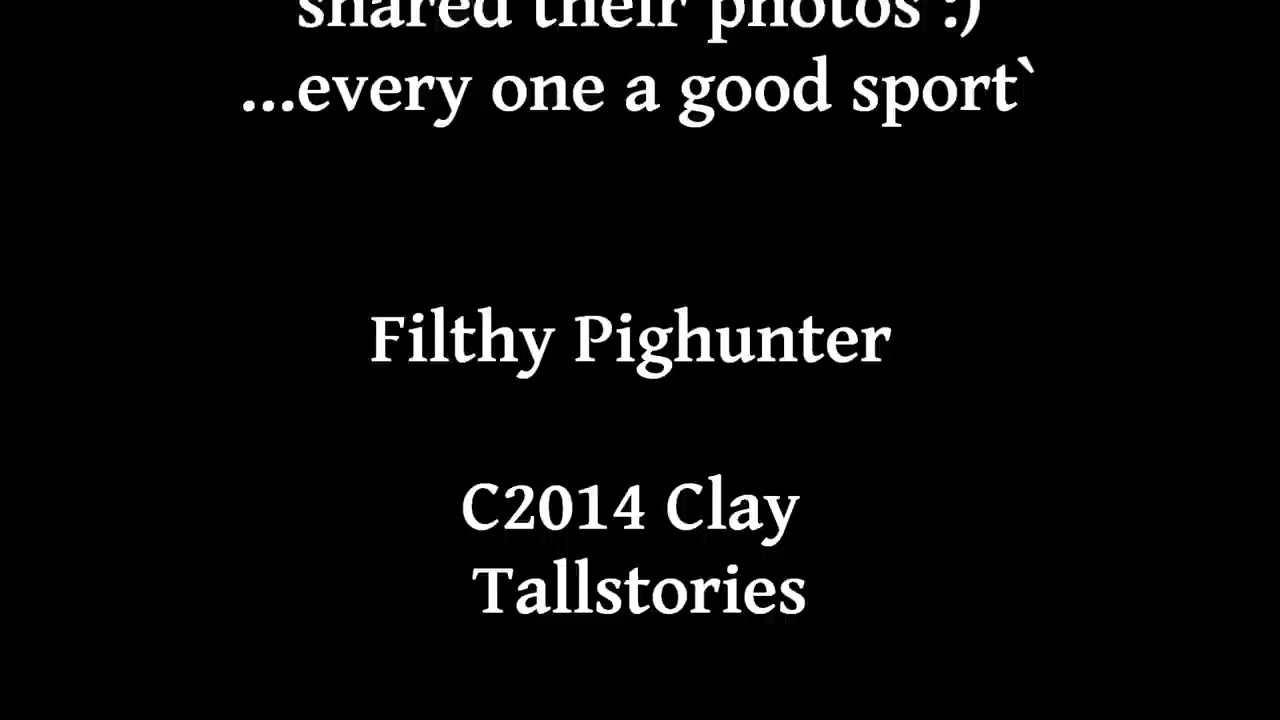 shared their photos :)
...every one a good sport`
Filthy Pighunter
C2014 Clay
Tallstories